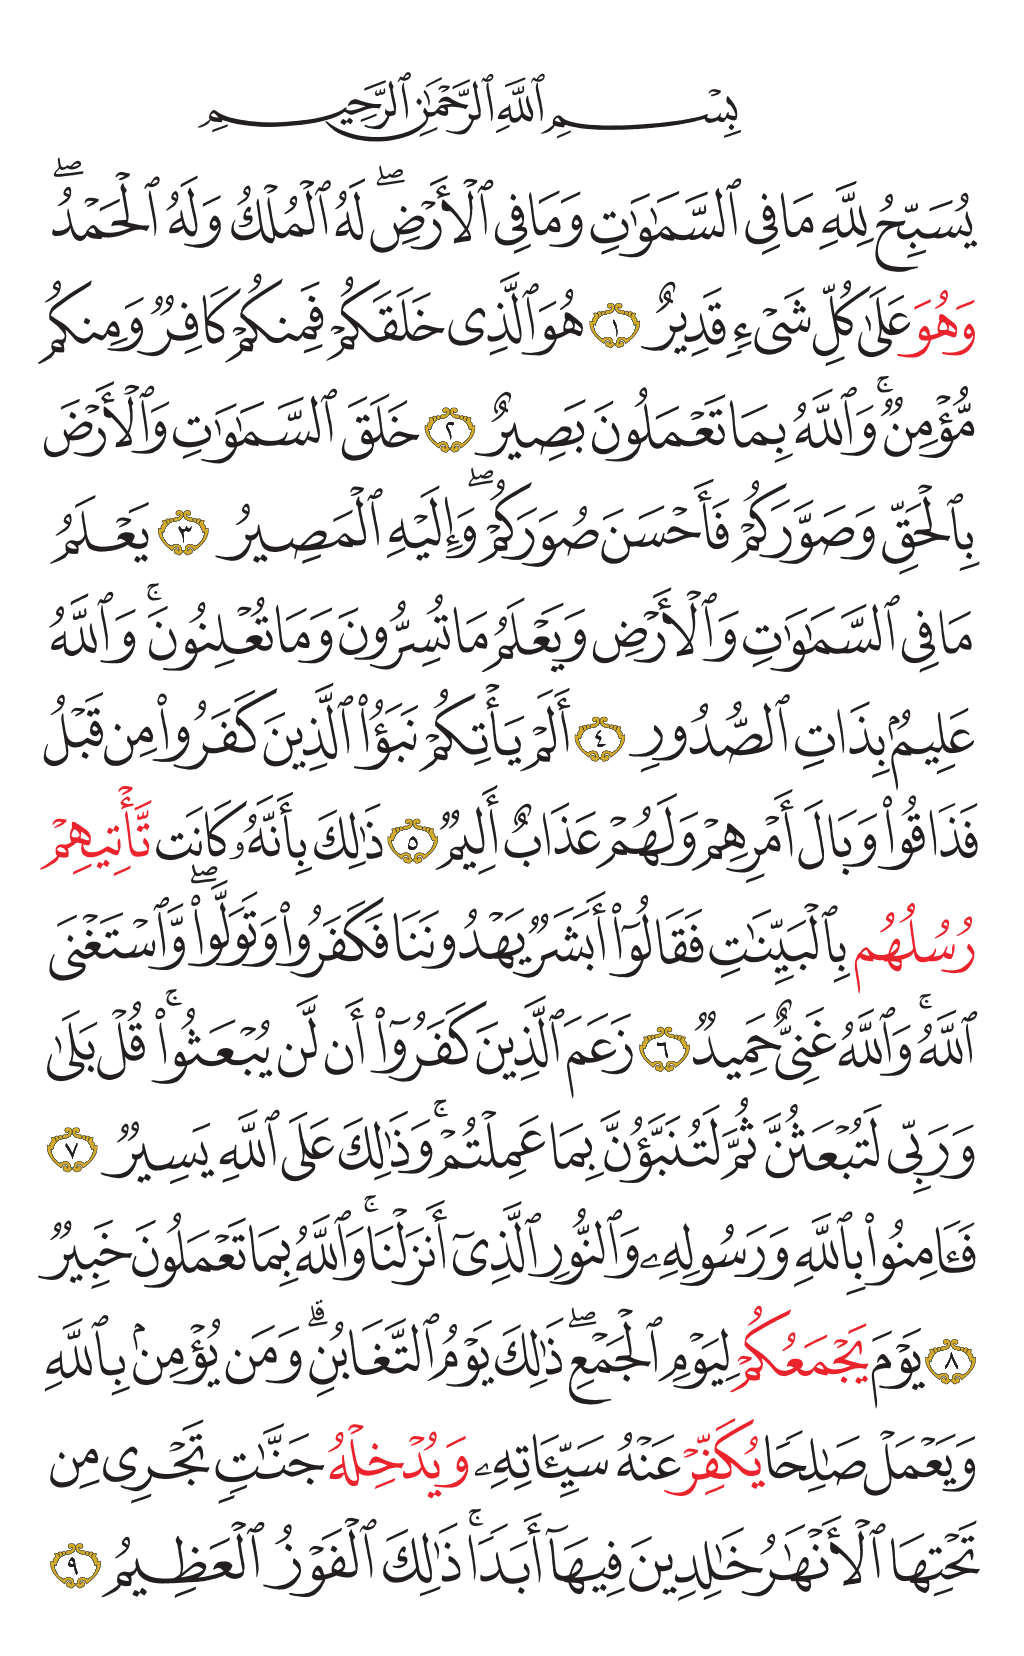 بِسۡمِ ٱللَّهِ ٱلرَّحۡمَٰنِ ٱلرَّحِيمِ
يُسَبِّحُ لِلَّهِ مَا فِي ٱلسَّمَٰوَٰتِ وَمَا فِي ٱلۡأَرۡضِۖ لَهُ ٱلۡمُلۡكُ وَلَهُ ٱلۡحَمۡدُۖ
وَهُوَ عَلَىٰ كُلِّ شَيۡءٖ قَدِيرٌ ١ هُوَ ٱلَّذِي خَلَقَكُمۡ فَمِنكُمۡ كَافِرٞ وَمِنكُم
مُّؤۡمِنٞۚ وَٱللَّهُ بِمَا تَعۡمَلُونَ بَصِيرٌ ٢ خَلَقَ ٱلسَّمَٰوَٰتِ وَٱلۡأَرۡضَ
بِٱلۡحَقِّ وَصَوَّرَكُمۡ فَأَحۡسَنَ صُوَرَكُمۡۖ وَإِلَيۡهِ ٱلۡمَصِيرُ ٣ يَعۡلَمُ
مَا فِي ٱلسَّمَٰوَٰتِ وَٱلۡأَرۡضِ وَيَعۡلَمُ مَا تُسِرُّونَ وَمَا تُعۡلِنُونَۚ وَٱللَّهُ
عَلِيمُۢ بِذَاتِ ٱلصُّدُورِ ٤ أَلَمۡ يَأۡتِكُمۡ نَبَؤُاْ ٱلَّذِينَ كَفَرُواْ مِن قَبۡلُ
فَذَاقُواْ وَبَالَ أَمۡرِهِمۡ وَلَهُمۡ عَذَابٌ أَلِيمٞ ٥ ذَٰلِكَ بِأَنَّهُۥ كَانَت تَّأۡتِيهِمۡ
رُسُلُهُم بِٱلۡبَيِّنَٰتِ فَقَالُوٓاْ أَبَشَرٞ يَهۡدُونَنَا فَكَفَرُواْ وَتَوَلَّواْۖ وَّٱسۡتَغۡنَى
ٱللَّهُۚ وَٱللَّهُ غَنِيٌّ حَمِيدٞ ٦ زَعَمَ ٱلَّذِينَ كَفَرُوٓاْ أَن لَّن يُبۡعَثُواْۚ قُلۡ بَلَىٰ
وَرَبِّي لَتُبۡعَثُنَّ ثُمَّ لَتُنَبَّؤُنَّ بِمَا عَمِلۡتُمۡۚ وَذَٰلِكَ عَلَى ٱللَّهِ يَسِيرٞ ٧
فَـَٔامِنُواْ بِٱللَّهِ وَرَسُولِهِۦ وَٱلنُّورِ ٱلَّذِيٓ أَنزَلۡنَاۚ وَٱللَّهُ بِمَا تَعۡمَلُونَ خَبِيرٞ
٨ يَوۡمَ يَجۡمَعُكُمۡ لِيَوۡمِ ٱلۡجَمۡعِۖ ذَٰلِكَ يَوۡمُ ٱلتَّغَابُنِۗ وَمَن يُؤۡمِنۢ بِٱللَّهِ
وَيَعۡمَلۡ صَٰلِحٗا يُكَفِّرۡ عَنۡهُ سَيِّـَٔاتِهِۦ وَيُدۡخِلۡهُ جَنَّٰتٖ تَجۡرِي مِن
تَحۡتِهَا ٱلۡأَنۡهَٰرُ خَٰلِدِينَ فِيهَآ أَبَدٗاۚ ذَٰلِكَ ٱلۡفَوۡزُ ٱلۡعَظِيمُ ٩